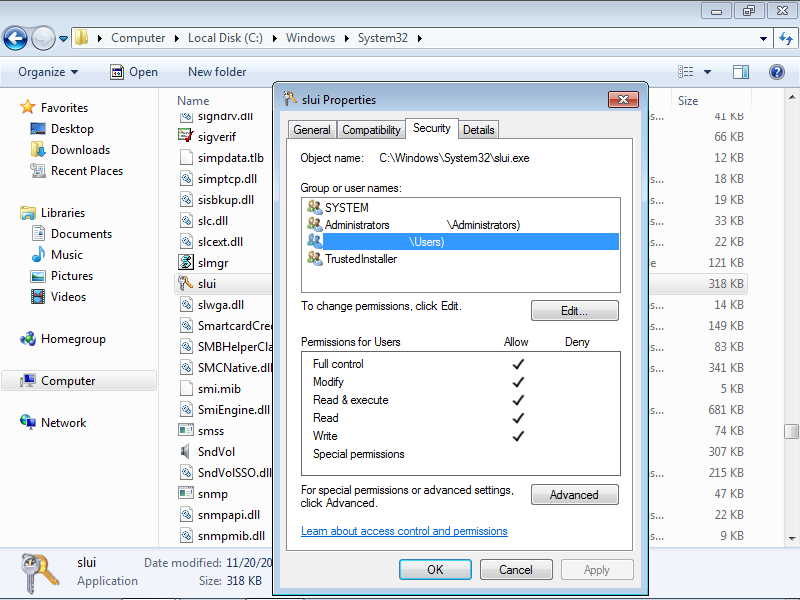 Computer ▸ Local Disk (C:) ▸ Windows ▸ System32 ▸
Organize Open New folder
Favorites
Desktop
Downloads
Recent Places
Libraries
Documents
Music
Pictures
Videos
Homegroup
Computer
Network
Name
signdrv.dll
sigverif
simpdata.tlb
simptcp.dll
sisbkup.dll
slc.dll
slcext.dll
slmgr
slui
slwga.dll
SmartcardCre
SMBHelperCla
SMCNative.dll
smi.mib
SmiEngine.dll
smss
SndVol
SndVolSSO.dll
snmp
snmpapi.dll
snmpmib.dll
slui Properties
General Compatibility Security Details
Object name: C:\Windows\System32\slui.exe
Group or user names:
SYSTEM
Administrators \Administrators)
\Users)
TrustedInstaller
To change permissions, click Edit.
Edit...
Permissions for Users Allow Deny
Full control
Modify
Read & execute
Read
Write
Special permissions
For special permissions or advanced settings,
click Advanced.
Advanced
Learn about access control and permissions
OK Cancel Apply
Size
s... 41 KB
66 KB
12 KB
s... 18 KB
s... 19 KB
s... 33 KB
s... 22 KB
e 121 KB
318 KB
s... 14 KB
s... 149 KB
s... 83 KB
s... 341 KB
5 KB
s... 681 KB
74 KB
307 KB
s... 215 KB
47 KB
s... 22 KB
s... 9 KB
slui Date modified: 11/20/20
Application Size: 318 KB